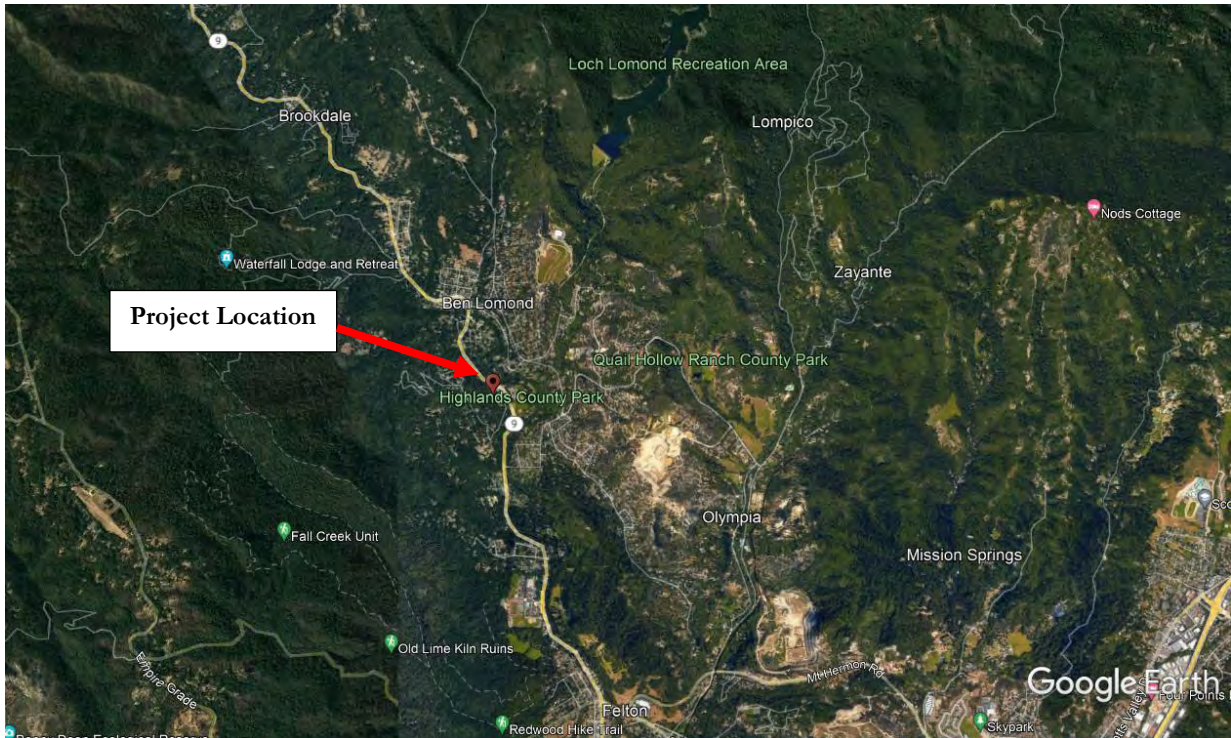 9
Loch Lomond Recreation Area
Brookdale
Lompico
Nods Cottage
Waterfall Lodge and Retreat
Zayante
Ben Lomond
Project Location
Quail Hollow Ranch County Park
Highlands County Park
9
Olympia
Fall Creek Unit
Mission Springs
Old Lime Kiln Ruins
Empire Grade
Mt Hermon Rd
Google Earth
Four Points
Felton
Skypark
Redwood Hike Trail